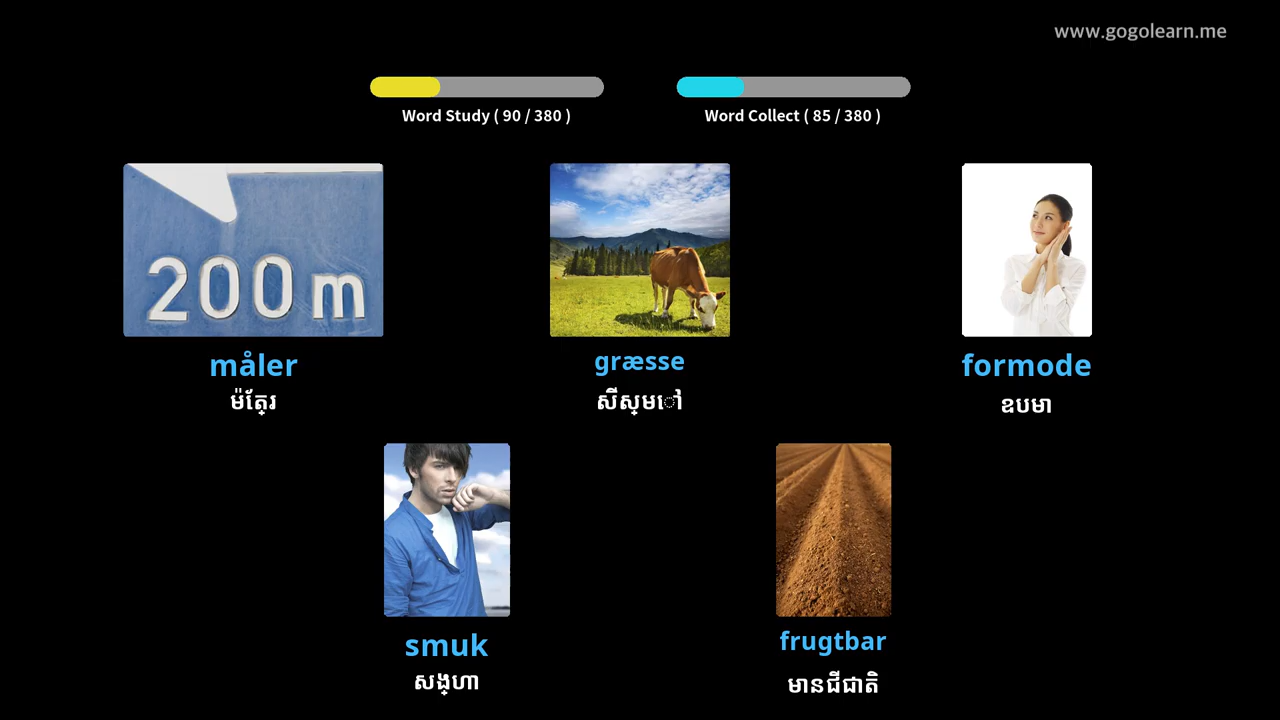 www.gogolearn.me
Word Study ( 90 / 380 )
Word Collect ( 85 / 380 )
200 m
måler
ម៉ែត្រ
græsse
ស៊ីស្មៅ
formode
ឧបមា
smuk
សង្ហា
frugtbar
មានជីជាតិ